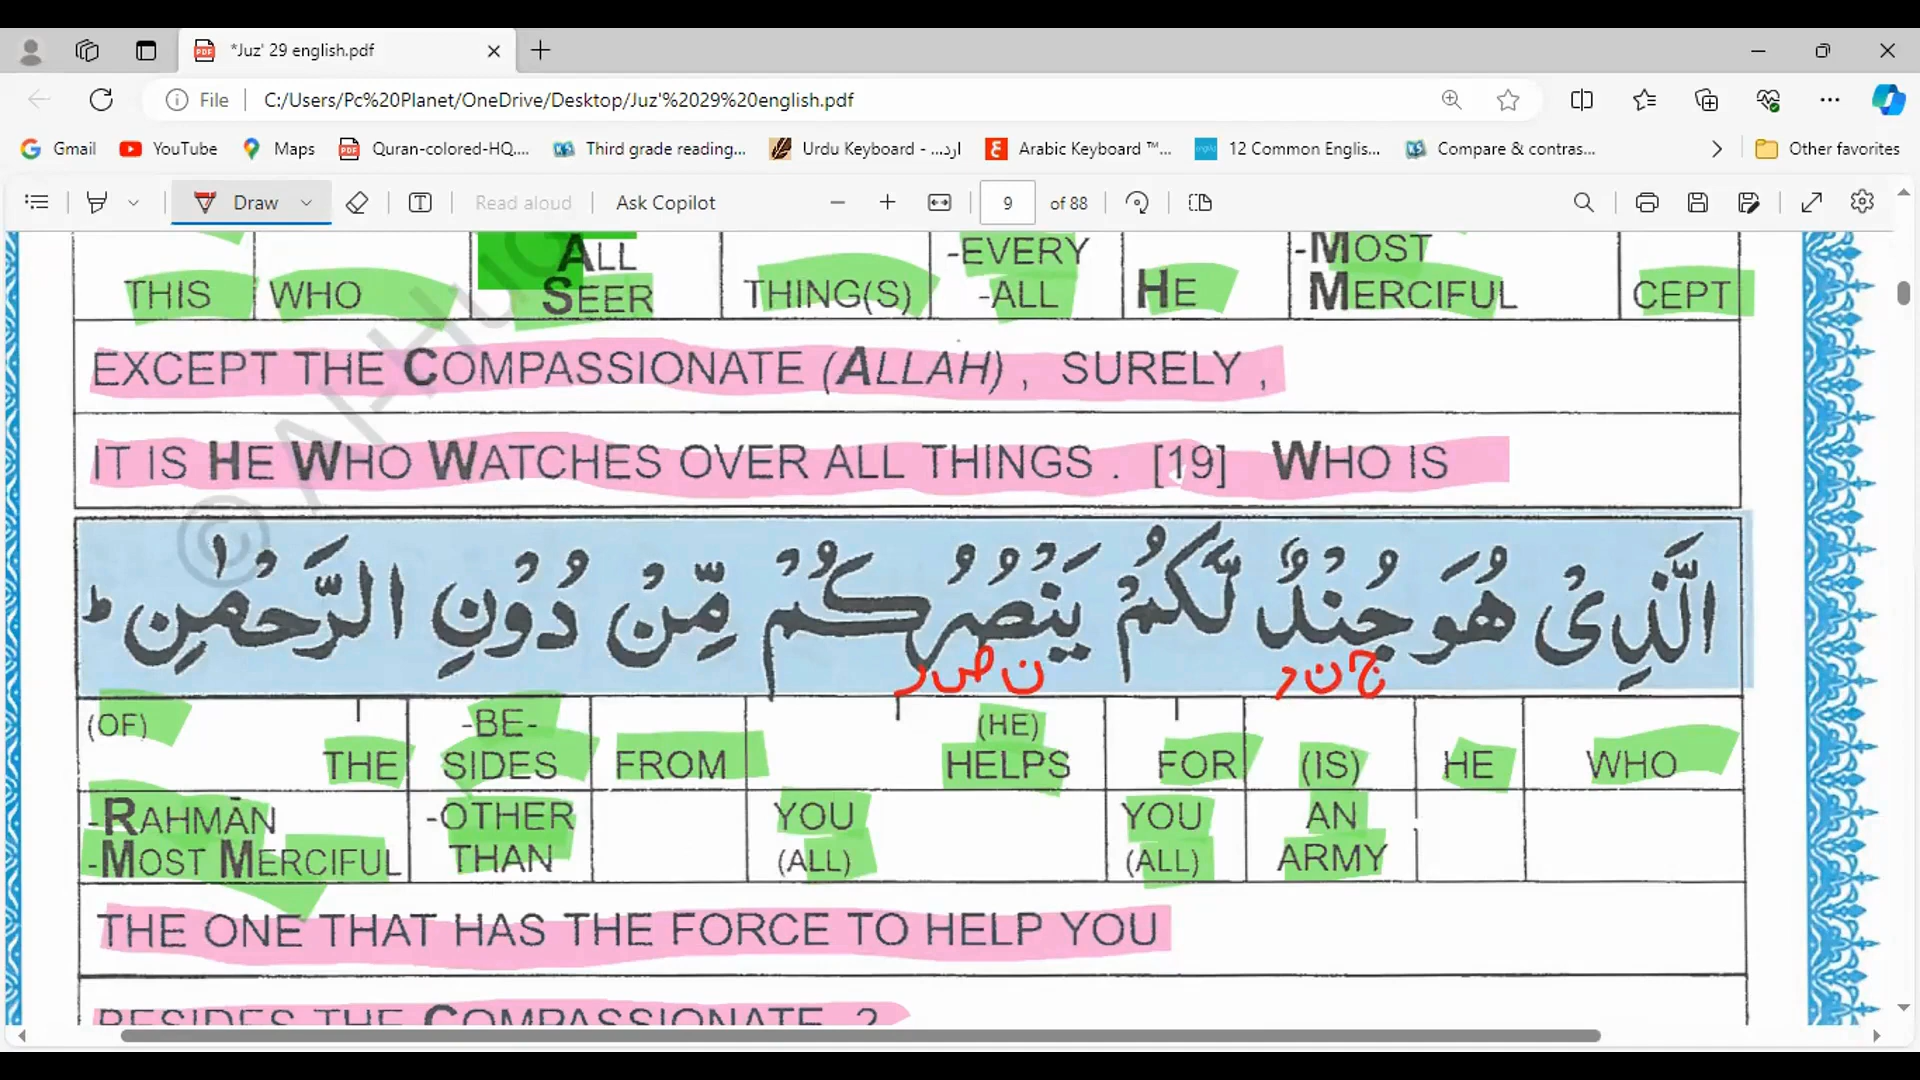 *Juz' 29 english.pdf
File C:/Users/Pc%20Planet/OneDrive/Desktop/Juz'%2029%20english.pdf
Gmail YouTube Maps Quran-colored-HQ.... Third grade reading... Urdu Keyboard - ....ارد Arabic Keyboard ™... 12 Common Englis... Compare & contras... Other favorites
Draw Read aloud Ask Copilot 9 of 88
ALL -EVERY -MOST
THIS WHO SEER THING(S) -ALL HE MERCIFUL CEPT
EXCEPT THE COMPASSIONATE (ALLAH) , SURELY ,
IT IS HE WHO WATCHES OVER ALL THINGS . [19] WHO IS
الَّذِیْ هُوَ جُنْدٌ لَّکُمْ یَنْصُرُکُمْ مِّنْ دُوْنِ الرَّحْمٰنِ ؕ
ن ص ر
(OF) -BE- (HE)
THE SIDES FROM HELPS FOR (IS) HE WHO
-RAHMĀN -OTHER YOU YOU AN
-MOST MERCIFUL THAN (ALL) (ALL) ARMY
THE ONE THAT HAS THE FORCE TO HELP YOU
BESIDES THE COMPASSIONATE ?